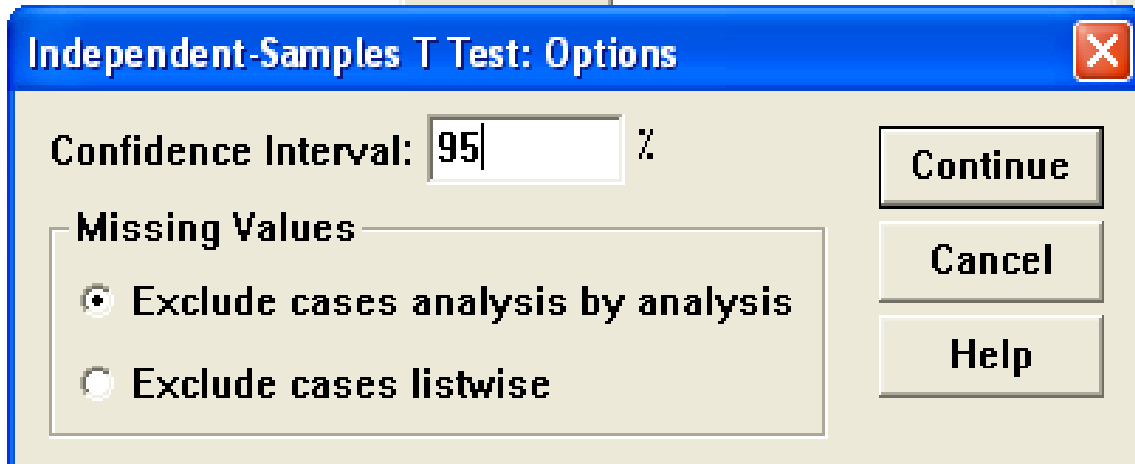 Independent-Samples T Test: Options
Confidence Interval: 95 %
Continue
Missing Values
Cancel
Exclude cases analysis by analysis
Help
Exclude cases listwise